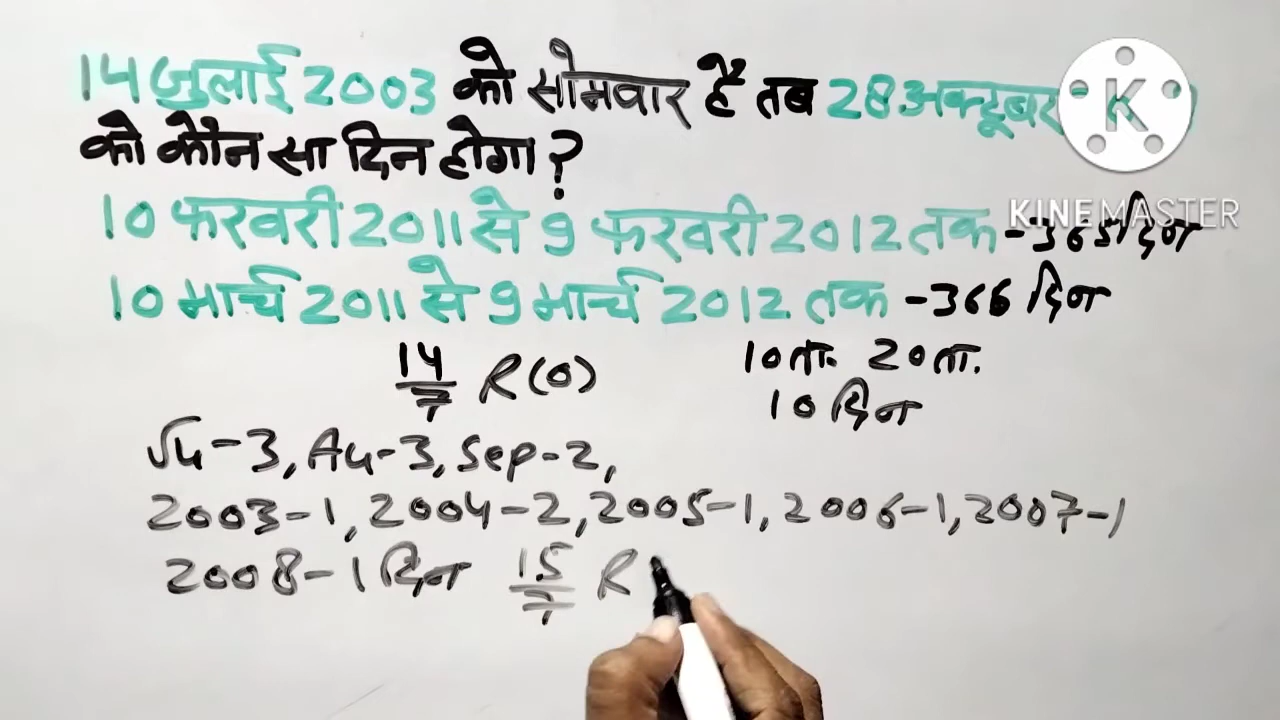 14 जुलाई 2003 को सोमवार हैं तब 28 अक्टूबर
को कौन सा दिन होगा ?
K
KINEMASTER
10 फरवरी 2011 से 9 फरवरी 2012 तक -365 दिन
10 मार्च 2011 से 9 मार्च 2012 तक -366 दिन
14/7 R(0)
10 ता. 20 ता.
10 दिन
Ju-3, Au-3, Sep-2,
2003-1, 2004-2, 2005-1, 2006-1, 2007-1
2008-1 दिन 15/7 R